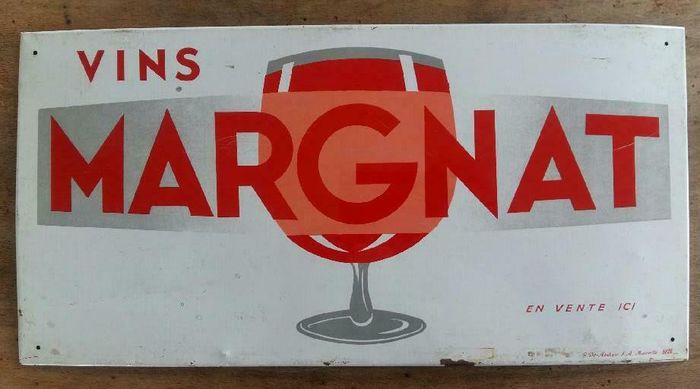 VINS
MARGNAT
EN VENTE ICI